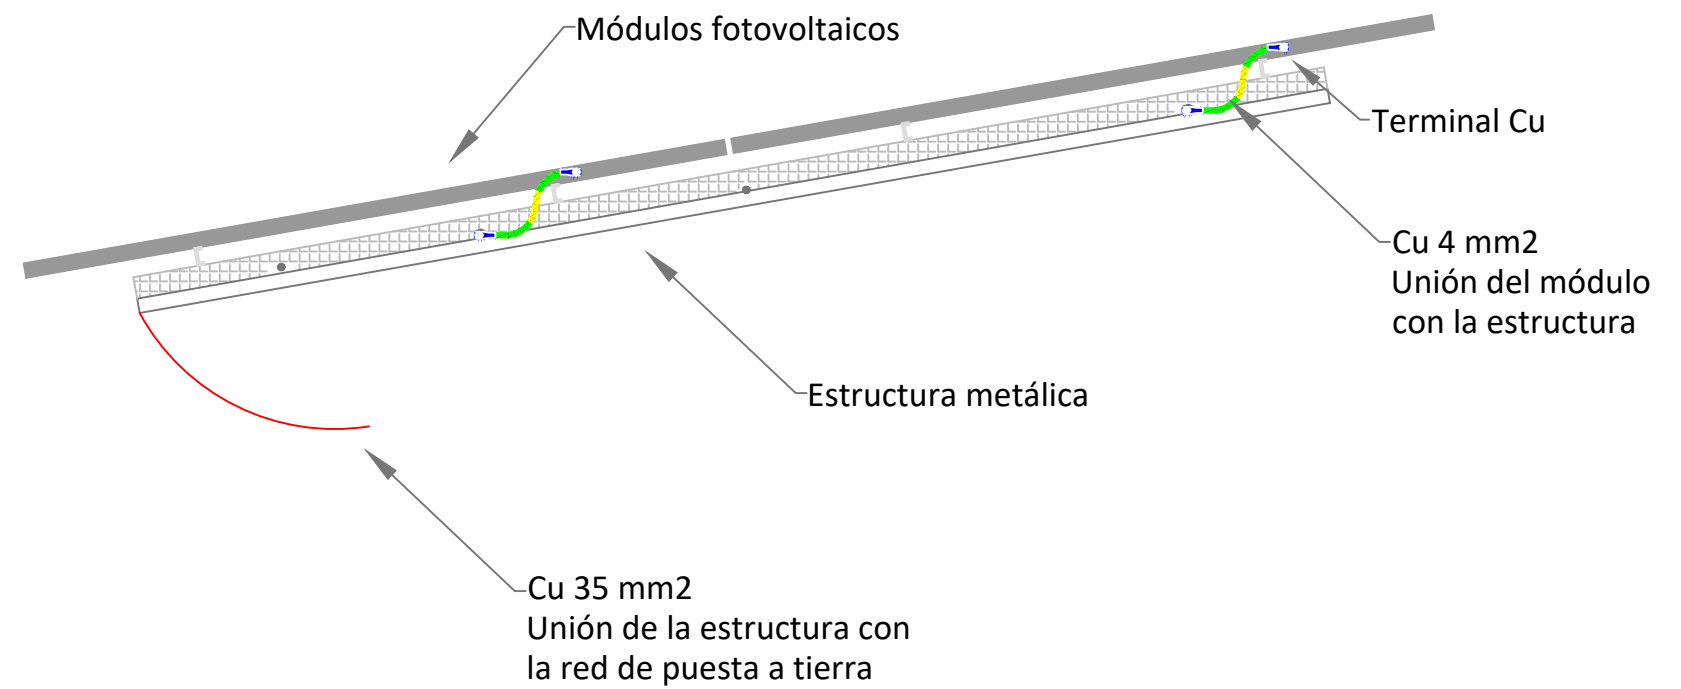 Módulos fotovoltaicos
Terminal Cu
Cu 4 mm2
Unión del módulo
con la estructura
Estructura metálica
Cu 35 mm2
Unión de la estructura con
la red de puesta a tierra